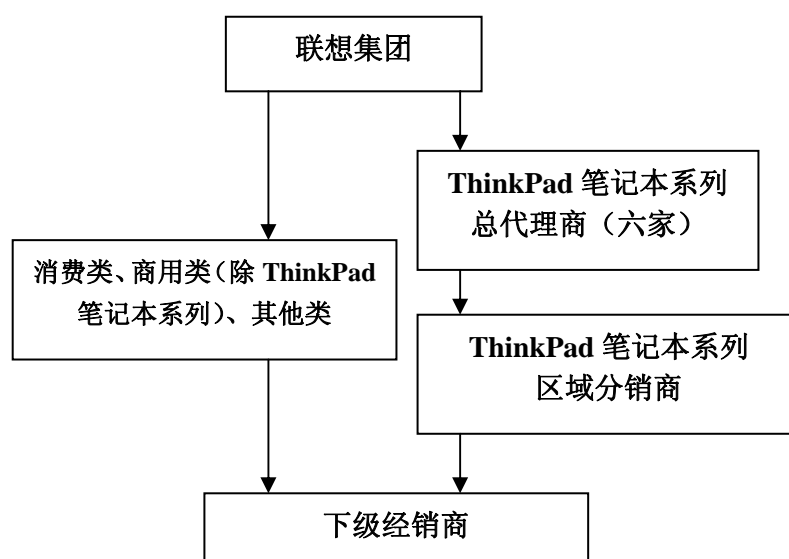 联想集团
ThinkPad 笔记本系列
总代理商（六家）
消费类、商用类（除 ThinkPad
笔记本系列）、其他类
ThinkPad 笔记本系列
区域分销商
下级经销商